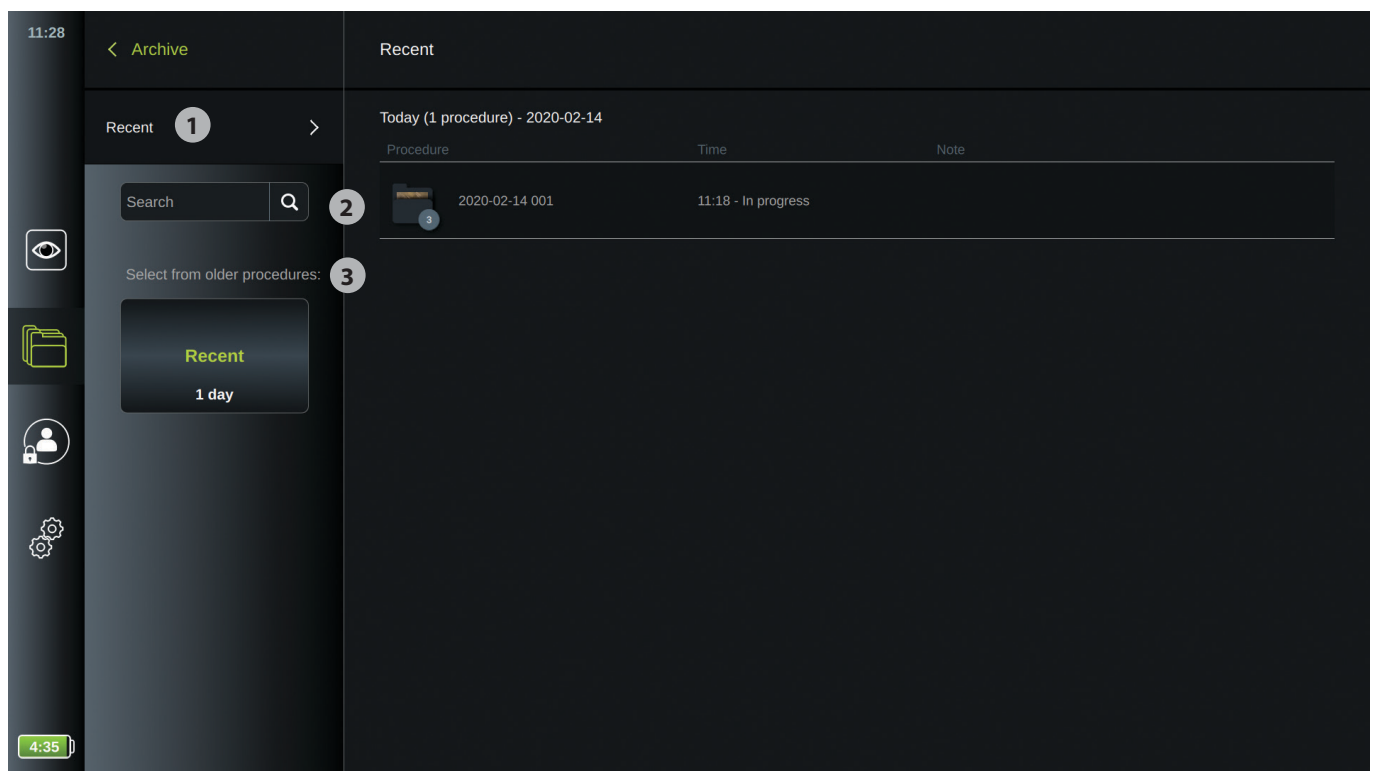 11:28
Archive
Recent
Recent
1
Today (1 procedure) - 2020-02-14
Procedure Time Note
Search
2
2020-02-14 001 11:18 - In progress
3
Select from older procedures:
3
Recent
1 day
4:35